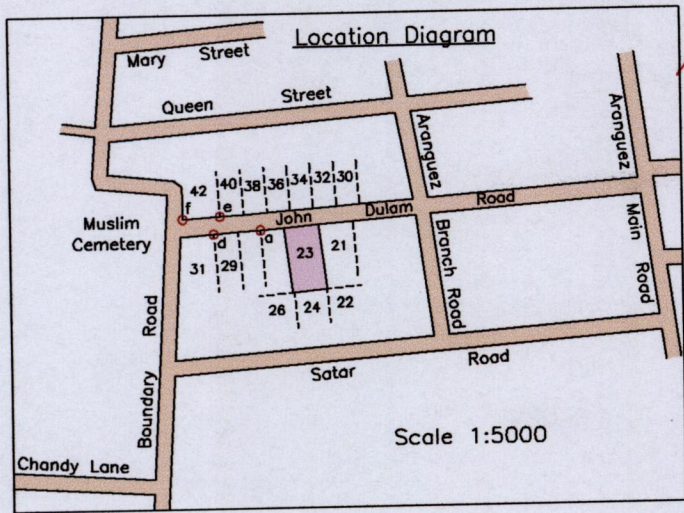 Location Diagram
Mary Street
Queen Street
Aranguez
Aranguez
42 40 38 36 34 32 30
f e
John Dulam Road
Muslim
Cemetery
d a
31 29 23 21
26 24 22
Branch Road
Main Road
Boundary Road
Satar Road
Scale 1:5000
Chandy Lane